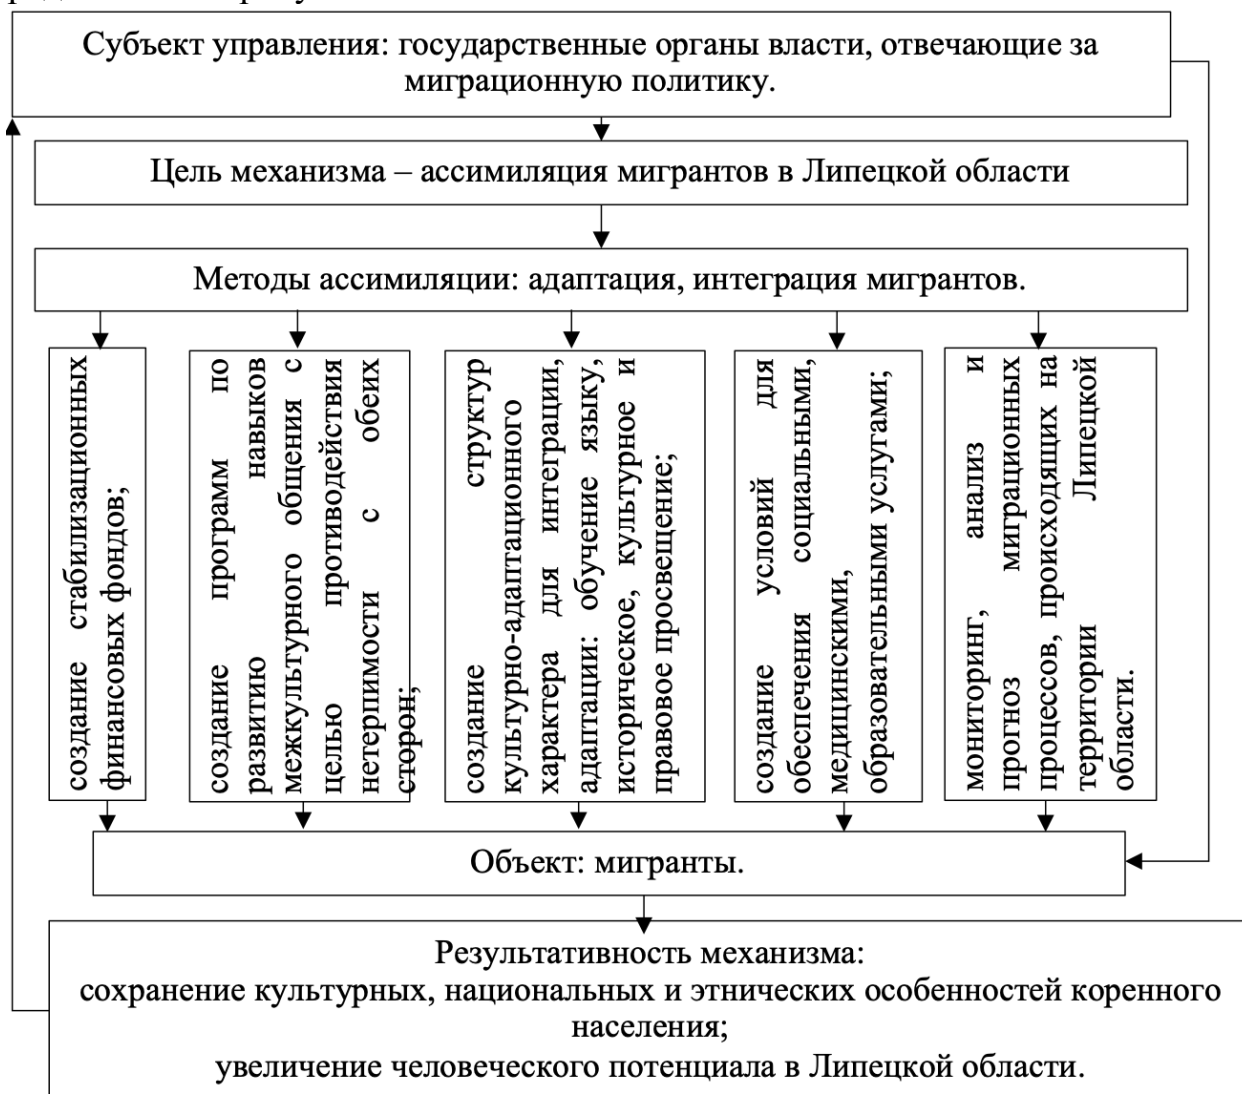 Субъект управления: государственные органы власти, отвечающие за
миграционную политику.
Цель механизма – ассимиляция мигрантов в Липецкой области
Методы ассимиляции: адаптация, интеграция мигрантов.
создание стабилизационных
финансовых фондов;
создание программ по
развитию навыков
межкультурного общения с
целью противодействия
нетерпимости с обеих
сторон;
создание структур
культурно-адаптационного
характера для интеграции,
адаптации: обучение языку,
историческое, культурное и
правовое просвещение;
создание условий для
обеспечения социальными,
медицинскими,
образовательными услугами;
мониторинг, анализ и
прогноз миграционных
процессов, происходящих на
территории Липецкой
области.
Объект: мигранты.
Результативность механизма:
сохранение культурных, национальных и этнических особенностей коренного
населения;
увеличение человеческого потенциала в Липецкой области.